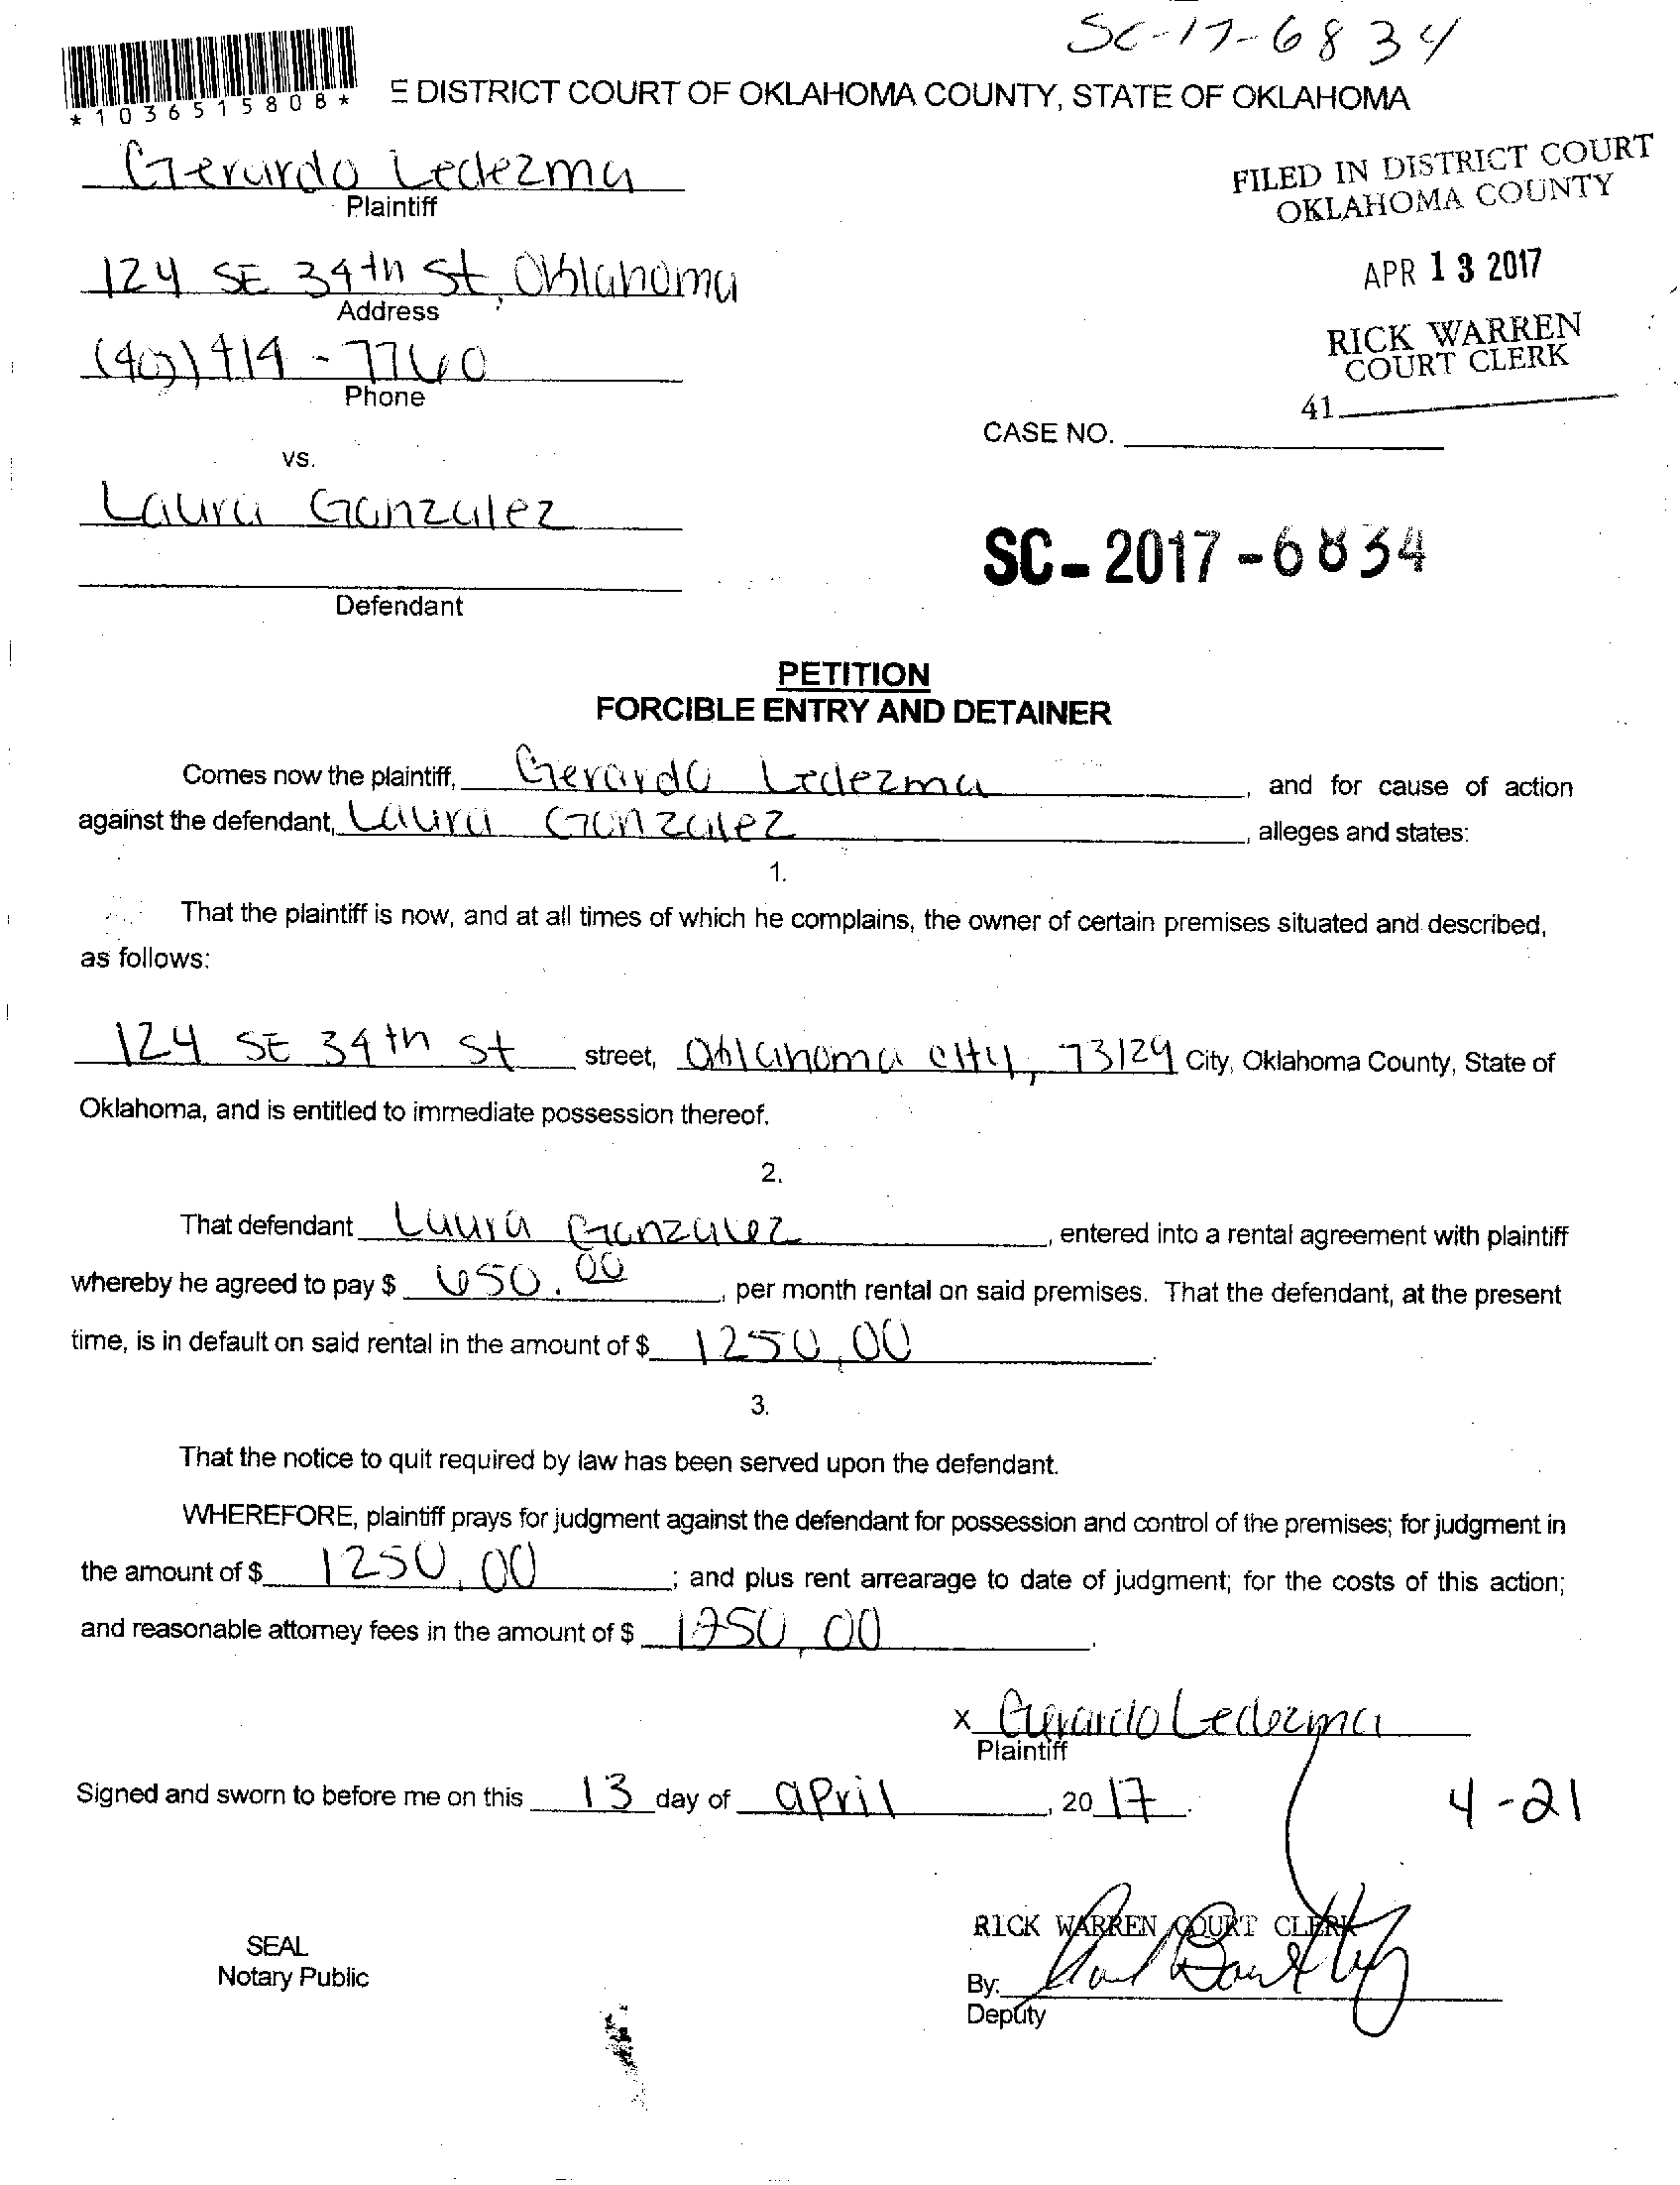 SC-17-6834
*1036515808*
E DISTRICT COURT OF OKLAHOMA COUNTY, STATE OF OKLAHOMA
Gerardo Ledezma
Plaintiff
FILED IN DISTRICT COURT
OKLAHOMA COUNTY
124 SE 34th St, Oklahoma
Address
APR 13 2017
RICK WARREN
COURT CLERK
(405) 414-7760
Phone
41
CASE NO.
vs.
Laura Gonzalez
SC-2017-6834
Defendant
PETITION
FORCIBLE ENTRY AND DETAINER
Comes now the plaintiff, Gerardo Ledezma, and for cause of action
against the defendant, Laura Gonzalez, alleges and states:
1.
That the plaintiff is now, and at all times of which he complains, the owner of certain premises situated and described,
as follows:
124 SE 34th St street, Oklahoma city, 73129 City, Oklahoma County, State of
Oklahoma, and is entitled to immediate possession thereof.
2.
That defendant Laura Gonzalez, entered into a rental agreement with plaintiff
whereby he agreed to pay $ 650.00, per month rental on said premises. That the defendant, at the present
time, is in default on said rental in the amount of $ 1250.00.
3.
That the notice to quit required by law has been served upon the defendant.
WHEREFORE, plaintiff prays for judgment against the defendant for possession and control of the premises; for judgment in
the amount of $ 1250.00; and plus rent arrearage to date of judgment; for the costs of this action;
and reasonable attorney fees in the amount of $ 1250.00.
x Gerardo Ledezma
Plaintiff
Signed and sworn to before me on this 13 day of april, 2017.
4-21
RICK WARREN COURT CLERK
SEAL
Notary Public
By:
Deputy